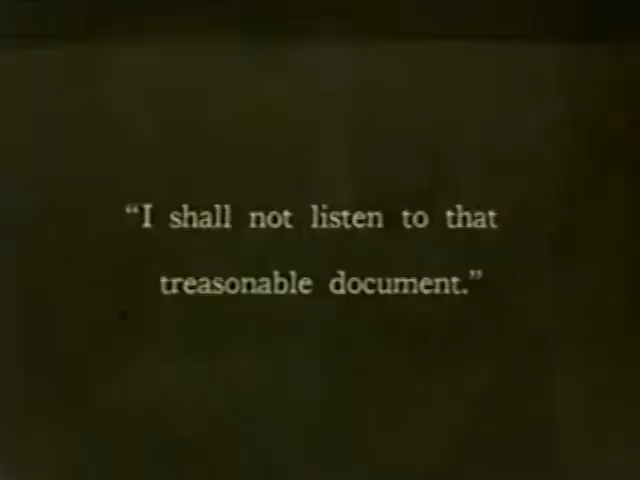 “I shall not listen to that
treasonable document.”